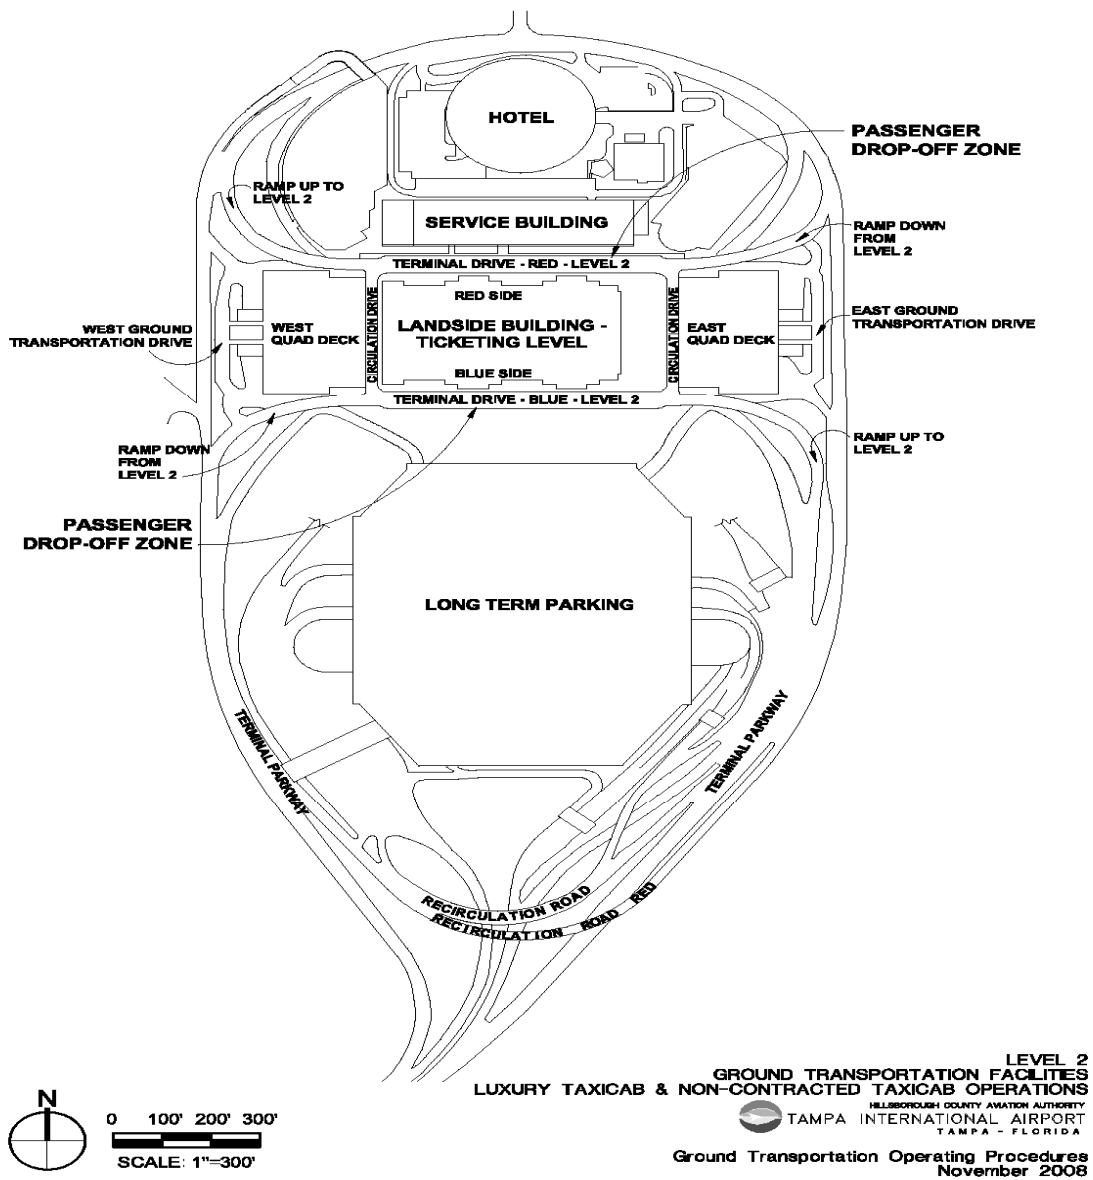 HOTEL
PASSENGER
DROP-OFF ZONE
RAMP UP TO
LEVEL 2
SERVICE BUILDING
RAMP DOWN
FROM
LEVEL 2
TERMINAL DRIVE - RED - LEVEL 2
RED SIDE
CIRCULATION DRIVE
LANDSIDE BUILDING -
TICKETING LEVEL
CIRCULATION DRIVE
WEST
QUAD DECK
EAST
QUAD DECK
WEST GROUND
TRANSPORTATION DRIVE
EAST GROUND
TRANSPORTATION DRIVE
BLUE SIDE
TERMINAL DRIVE - BLUE - LEVEL 2
RAMP DOWN
FROM
LEVEL 2
RAMP UP TO
LEVEL 2
PASSENGER
DROP-OFF ZONE
LONG TERM PARKING
TERMINAL PARKWAY
TERMINAL PARKWAY
RECIRCULATION ROAD
RECIRCULATION ROAD RED
LEVEL 2
GROUND TRANSPORTATION FACILITIES
LUXURY TAXICAB & NON-CONTRACTED TAXICAB OPERATIONS
HILLSBOROUGH COUNTY AVIATION AUTHORITY
TAMPA INTERNATIONAL AIRPORT
TAMPA - FLORIDA
Ground Transportation Operating Procedures
November 2008
N
0 100' 200' 300'
SCALE: 1"=300'